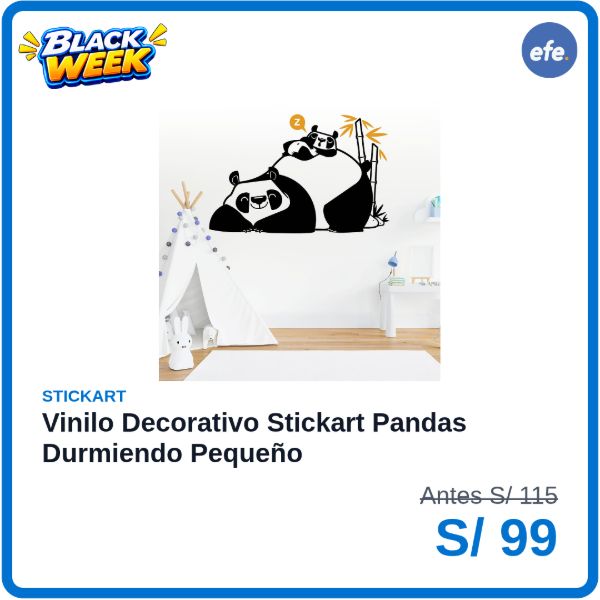 BLACK
WEEK
efe.
Z
STICKART
Vinilo Decorativo Stickart Pandas
Durmiendo Pequeño
Antes S/ 115
S/ 99